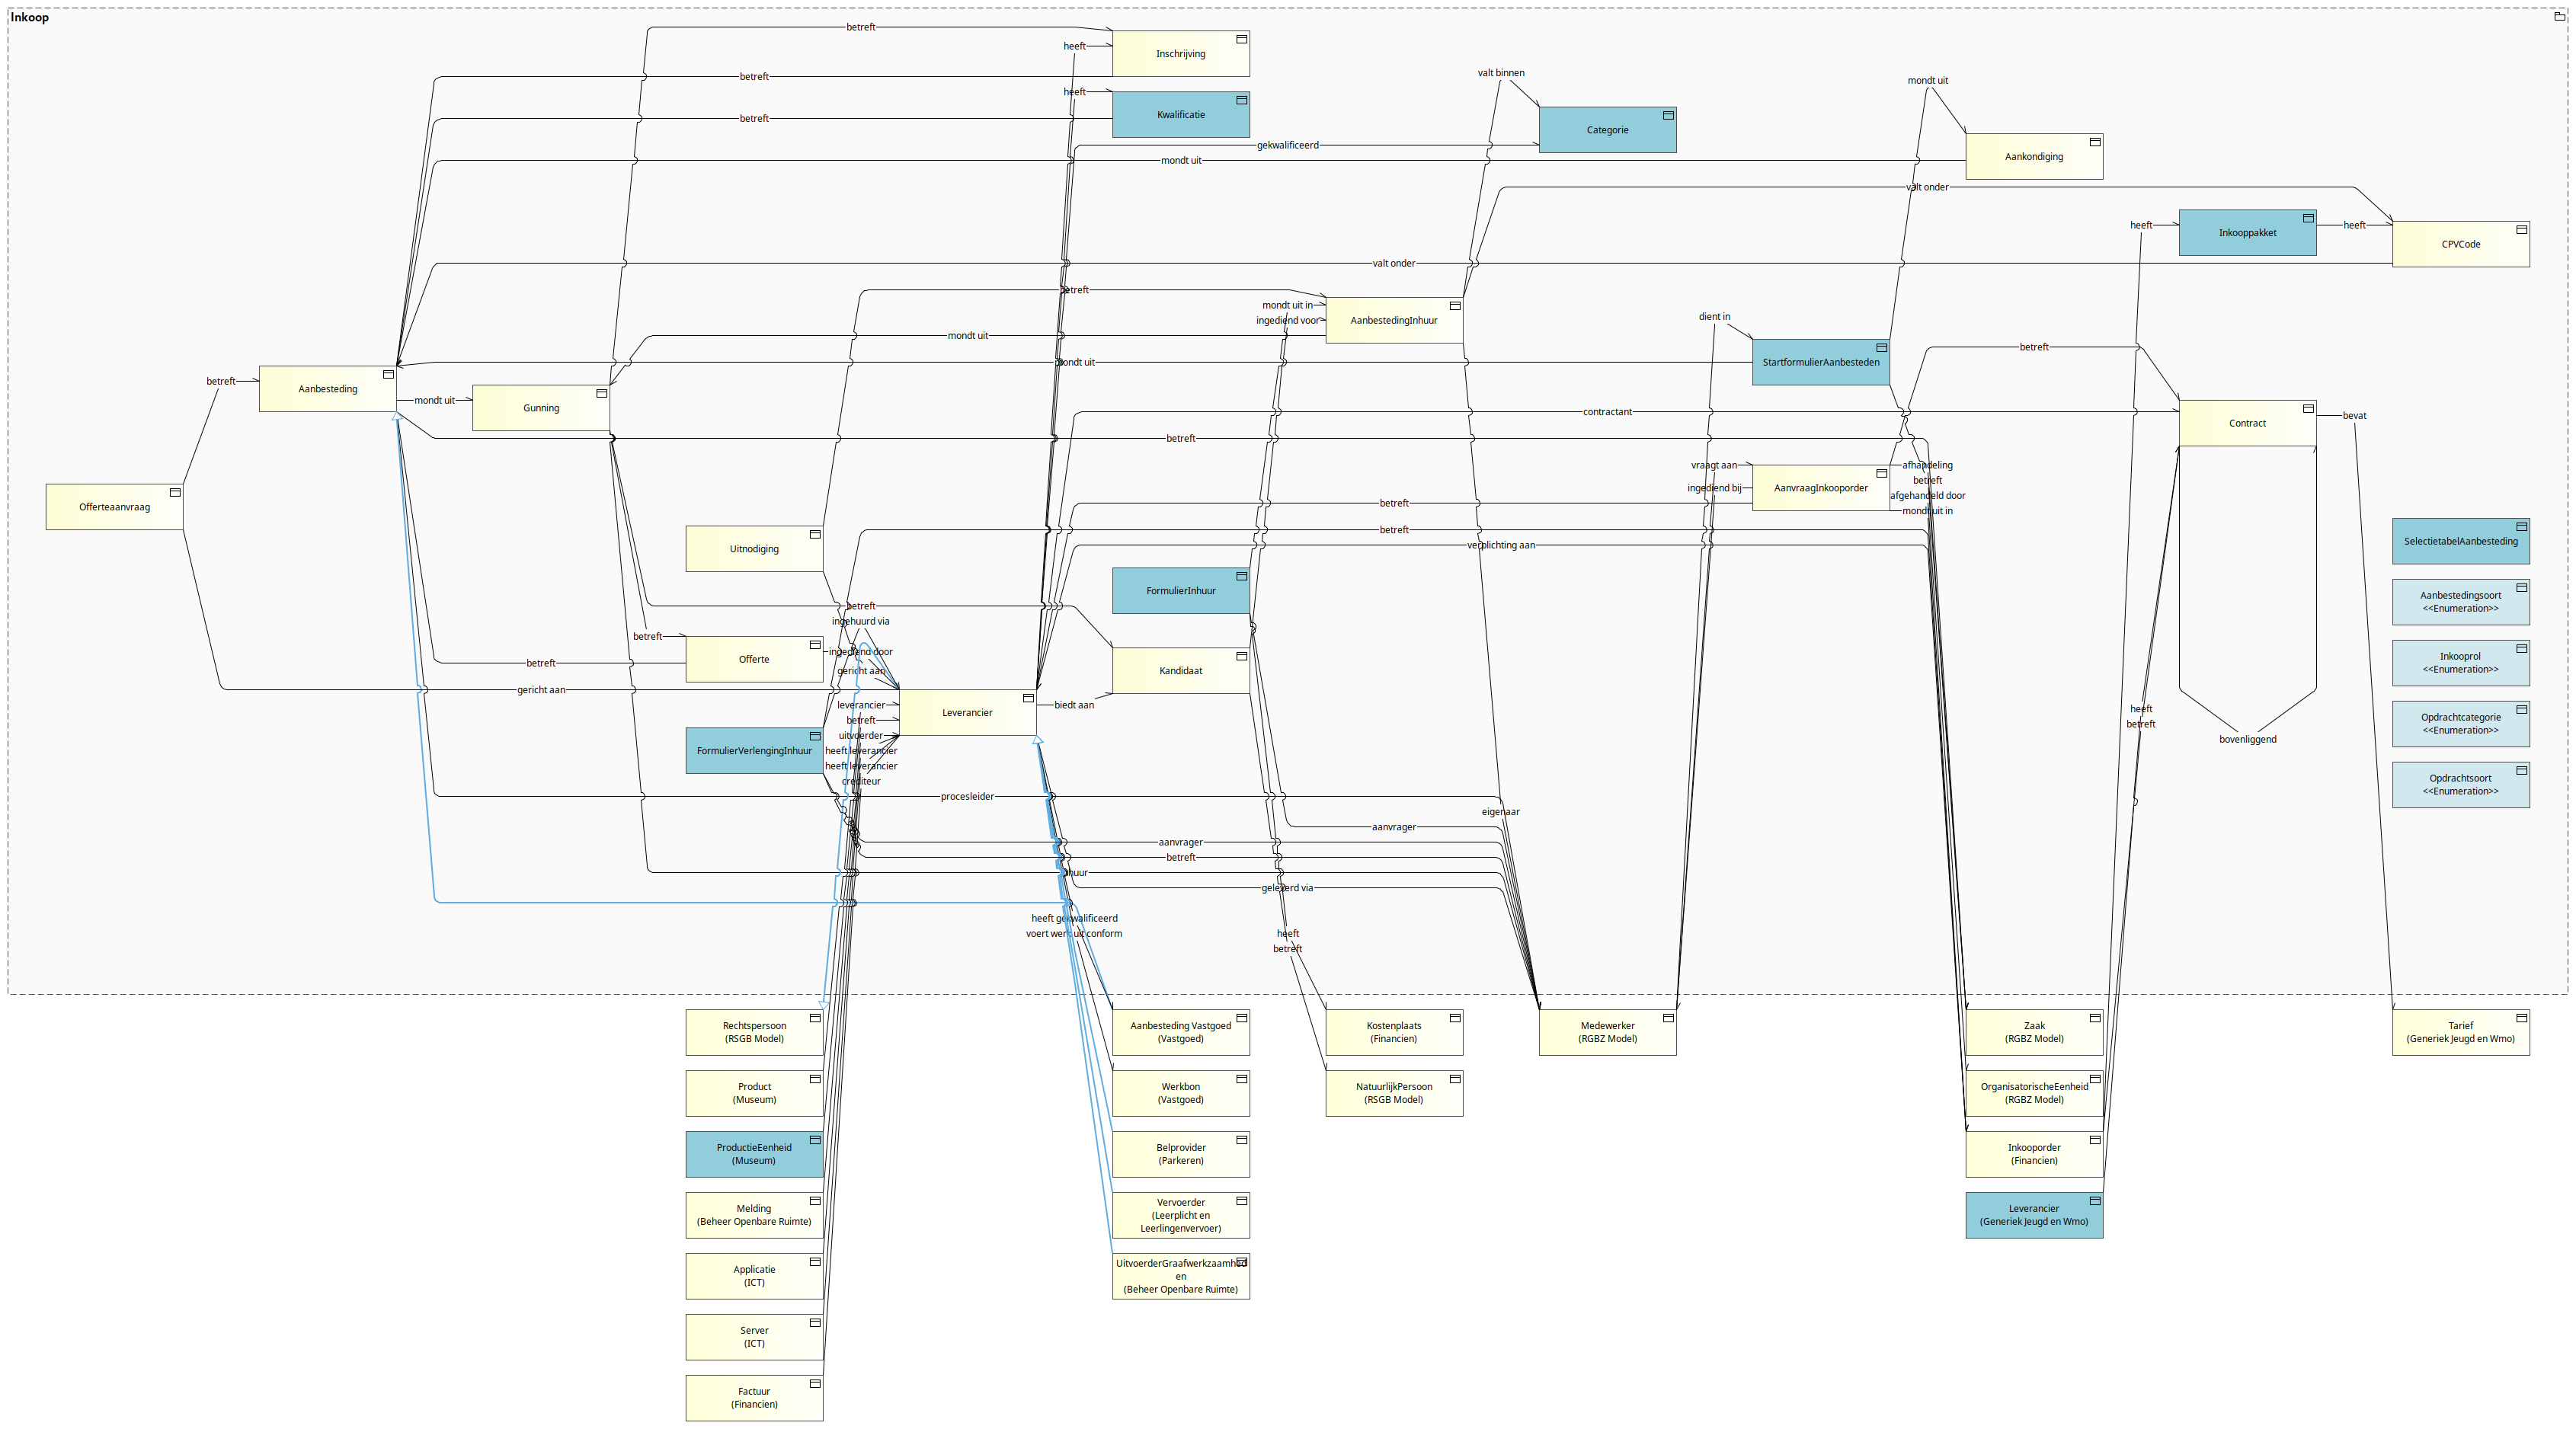 Inkoop
betreft
Inschrijving
heeft
betreft
valt binnen
mondt uit
heeft
Kwalificatie
betreft
Categorie
gekwalificeerd
mondt uit
Aankondiging
valt onder
heeft
Inkooppakket
heeft
CPVCode
valt onder
betreft
mondt uit in
ingediend voor
AanbestedingInhuur
mondt uit
dient in
betreft
mondt uit
StartformulierAanbesteden
betreft
Aanbesteding
mondt uit
Gunning
contractant
bevat
Contract
betreft
vraagt aan
afhandeling
betreft
ingediend bij
AanvraagInkooporder
afgehandeld door
mondt uit in
Offerteaanvraag
betreft
betreft
verplichting aan
Uitnodiging
SelectietabelAanbesteding
FormulierInhuur
Aanbestedingsoort
<<Enumeration>>
betreft
ingehuurd via
betreft
ingediend door
Offerte
betreft
gericht aan
Kandidaat
Inkooprol
<<Enumeration>>
gericht aan
leverancier
Leverancier
biedt aan
betreft
uitvoerder
heeft
betreft
bovenliggend
Opdrachtcategorie
<<Enumeration>>
FormulierVerlengingInhuur
heeft leverancier
heeft leverancier
crediteur
Opdrachtsoort
<<Enumeration>>
procesleider
eigenaar
aanvrager
aanvrager
betreft
geleverd via
heeft gekwalificeerd
voert werk uit conform
heeft
betreft
Rechtspersoon
(RSGB Model)
Aanbesteding Vastgoed
(Vastgoed)
Kostenplaats
(Financien)
Medewerker
(RGBZ Model)
Zaak
(RGBZ Model)
Tarief
(Generiek Jeugd en Wmo)
Product
(Museum)
Werkbon
(Vastgoed)
NatuurlijkPersoon
(RSGB Model)
OrganisatorischeEenheid
(RGBZ Model)
ProductieEenheid
(Museum)
Belprovider
(Parkeren)
Inkooporder
(Financien)
Melding
(Beheer Openbare Ruimte)
Vervoerder
(Leerplicht en
Leerlingenvervoer)
Leverancier
(Generiek Jeugd en Wmo)
Applicatie
(ICT)
UitvoerderGraafwerkzaamhed
en
(Beheer Openbare Ruimte)
Server
(ICT)
Factuur
(Financien)